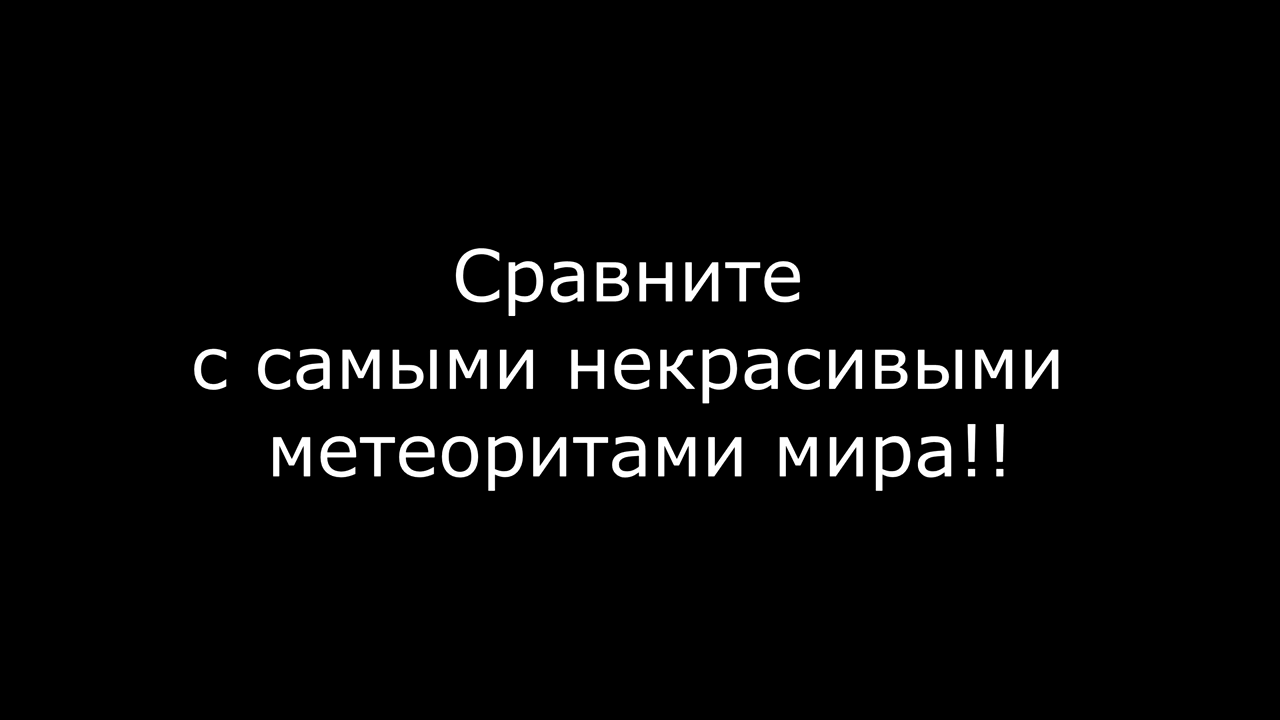 Сравните
с самыми некрасивыми
метеоритами мира!!